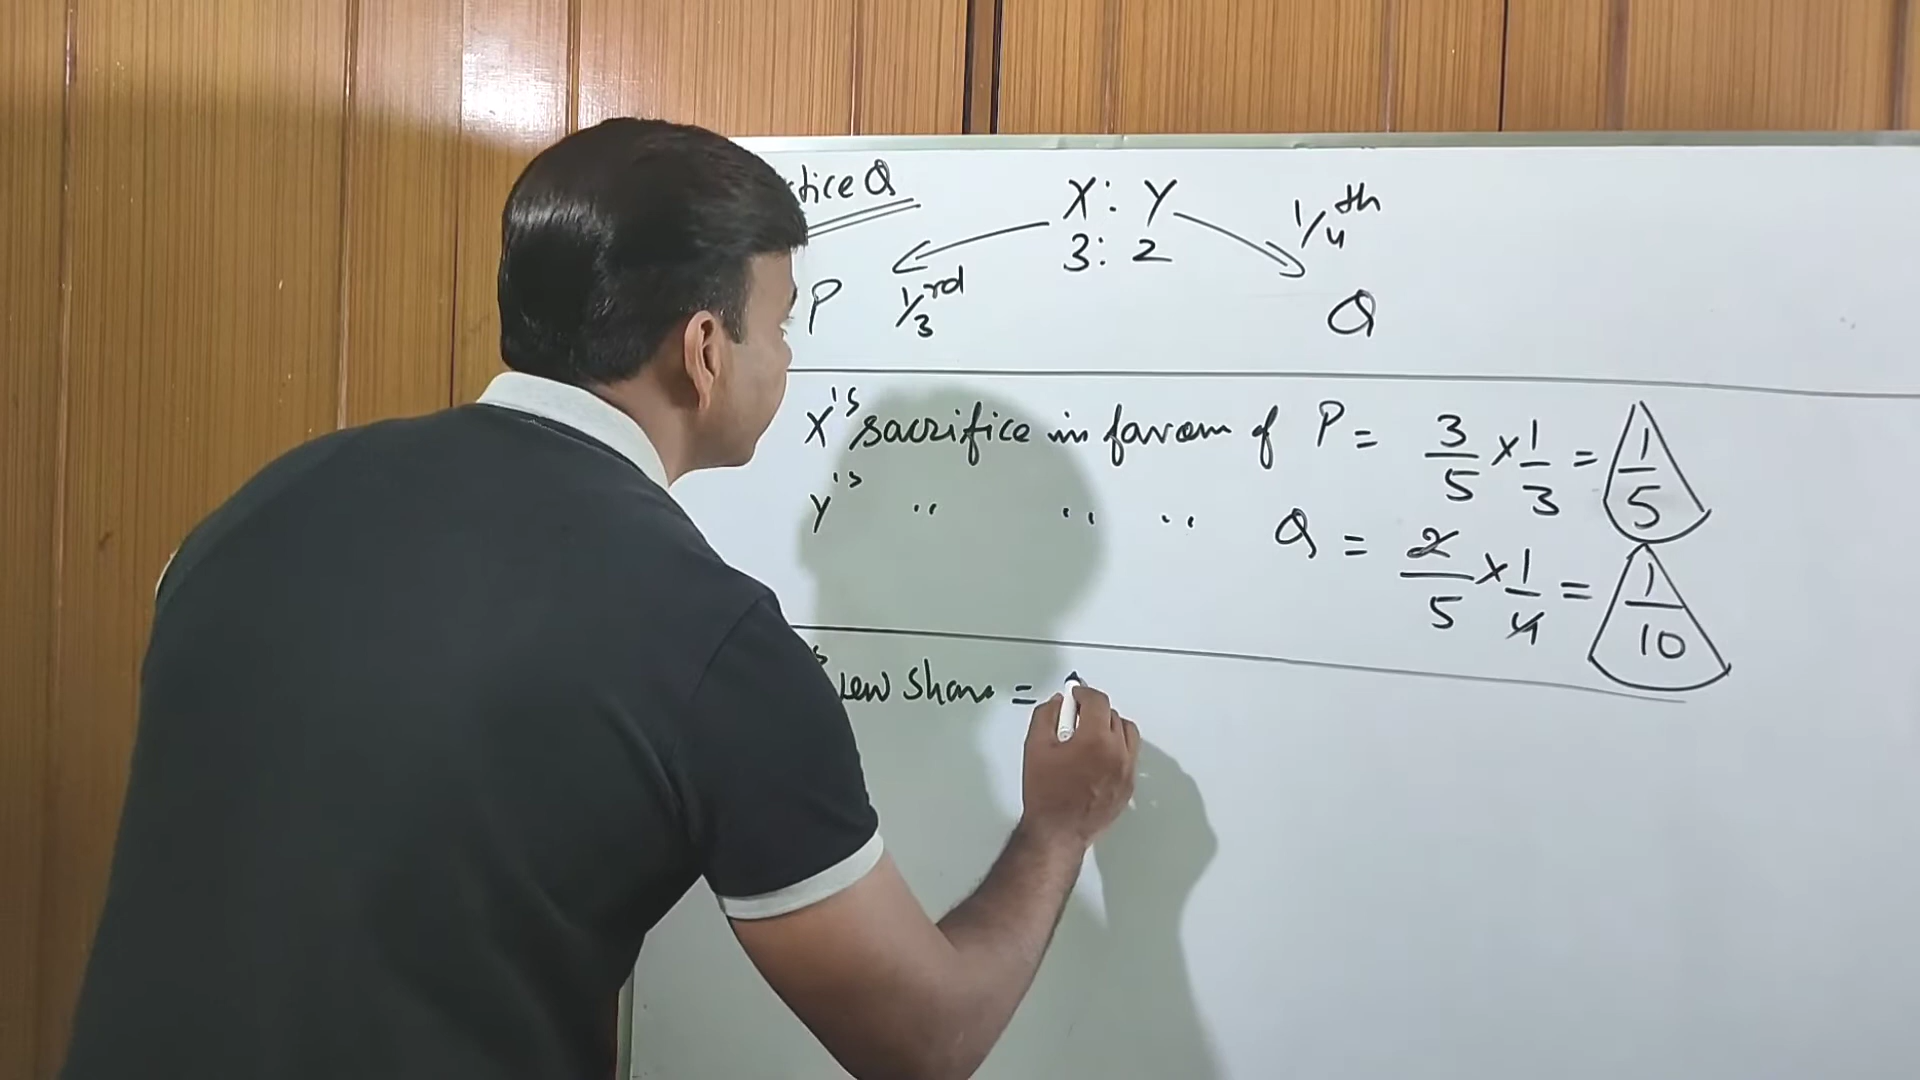 tice Q
X: Y
3: 2
1/4th
P 1/3rd
Q
X's sacrifice in favour of P = 3/5 × 1/3 = 1/5
Y's " " " Q = 2/5 × 1/4 = 1/10
's new share =